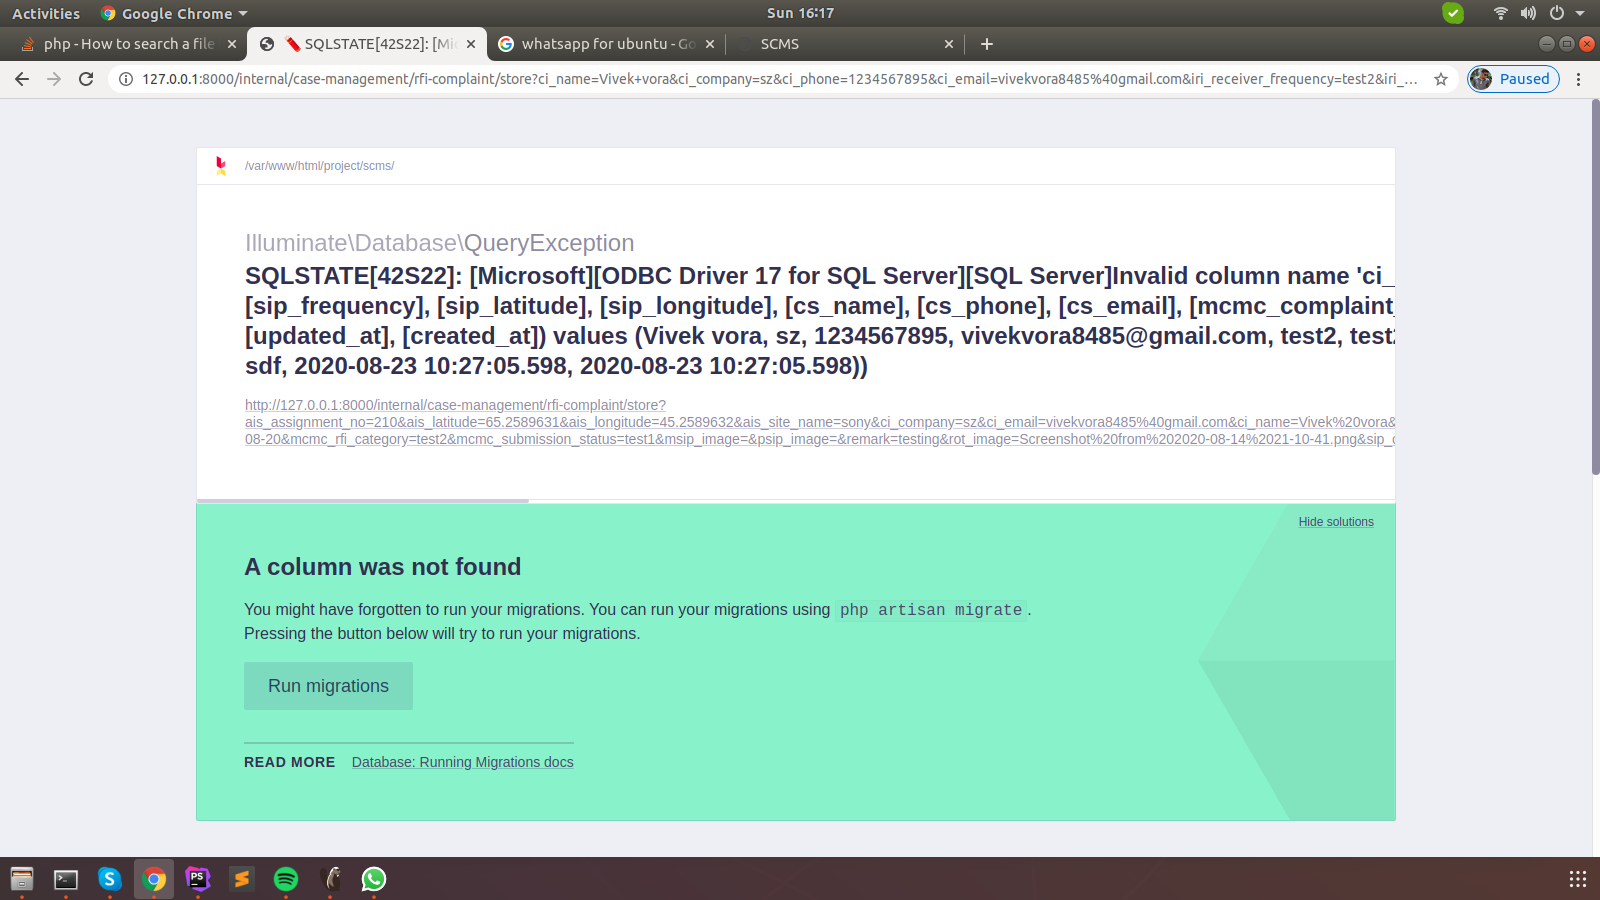 Activities
Google Chrome
Sun 16:17
php - How to search a file
SQLSTATE[42S22]: [Mi
whatsapp for ubuntu - Go
SCMS
127.0.0.1:8000/internal/case-management/rfi-complaint/store?ci_name=Vivek+vora&ci_company=sz&ci_phone=1234567895&ci_email=vivekvora8485%40gmail.com&iri_receiver_frequency=test2&iri_...
Paused
/var/www/html/project/scms/
Illuminate\Database\QueryException
SQLSTATE[42S22]: [Microsoft][ODBC Driver 17 for SQL Server][SQL Server]Invalid column name 'ci_
[sip_frequency], [sip_latitude], [sip_longitude], [cs_name], [cs_phone], [cs_email], [mcmc_complaint_
[updated_at], [created_at]) values (Vivek vora, sz, 1234567895, vivekvora8485@gmail.com, test2, test2
sdf, 2020-08-23 10:27:05.598, 2020-08-23 10:27:05.598))
http://127.0.0.1:8000/internal/case-management/rfi-complaint/store?
ais_assignment_no=210&ais_latitude=65.2589631&ais_longitude=45.2589632&ais_site_name=sony&ci_company=sz&ci_email=vivekvora8485%40gmail.com&ci_name=Vivek%20vora&
08-20&mcmc_rfi_category=test2&mcmc_submission_status=test1&msip_image=&psip_image=&remark=testing&rot_image=Screenshot%20from%202020-08-14%2021-10-41.png&sip_c
Hide solutions
A column was not found
You might have forgotten to run your migrations. You can run your migrations using php artisan migrate.
Pressing the button below will try to run your migrations.
Run migrations
READ MORE
Database: Running Migrations docs